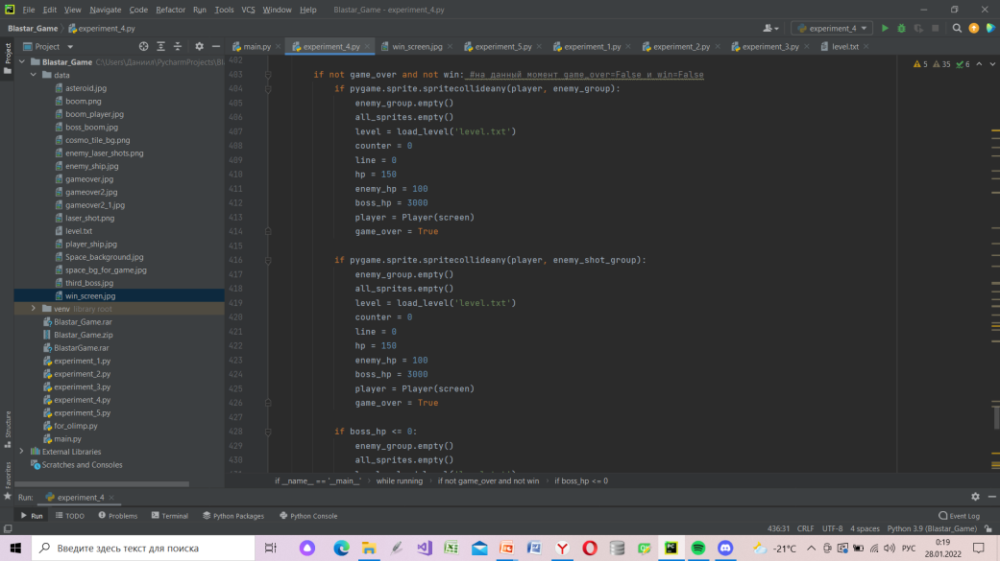 File Edit View Navigate Code Refactor Run Tools VCS Window Help Blastar_Game - experiment_4.py
Blastar_Game experiment_4.py experiment_4
Project main.py experiment_4.py win_screen.jpg experiment_5.py experiment_1.py experiment_2.py experiment_3.py level.txt
Project
Blastar_Game C:\Users\Даниил\PycharmProjects\Bl
data
asteroid.jpg
boom.png
boom_player.jpg
boss_boom.jpg
cosmo_tile_bg.png
enemy_laser_shots.png
enemy_ship.jpg
gameover.jpg
gameover2.jpg
gameover2_1.jpg
laser_shot.png
level.txt
player_ship.jpg
Space_background.jpg
space_bg_for_game.jpg
third_boss.jpg
win_screen.jpg
venv library root
Blastar_Game.rar
Blastar_Game.zip
BlastarGame.rar
experiment_1.py
experiment_2.py
experiment_3.py
experiment_4.py
experiment_5.py
for_olimp.py
main.py
External Libraries
Scratches and Consoles
Structure
Favorites
5 35 6
402
403 if not game_over and not win: #на данный момент game_over=False и win=False
404 if pygame.sprite.spritecollideany(player, enemy_group):
405 enemy_group.empty()
406 all_sprites.empty()
407 level = load_level('level.txt')
408 counter = 0
409 line = 0
410 hp = 150
411 enemy_hp = 100
412 boss_hp = 3000
413 player = Player(screen)
414 game_over = True
415
416 if pygame.sprite.spritecollideany(player, enemy_shot_group):
417 enemy_group.empty()
418 all_sprites.empty()
419 level = load_level('level.txt')
420 counter = 0
421 line = 0
422 hp = 150
423 enemy_hp = 100
424 boss_hp = 3000
425 player = Player(screen)
426 game_over = True
427
428 if boss_hp <= 0:
429 enemy_group.empty()
430 all_sprites.empty()
if __name__ == '__main__' while running if not game_over and not win if boss_hp <= 0
Run: experiment_4
Run TODO Problems Terminal Python Packages Python Console Event Log
436:31 CRLF UTF-8 4 spaces Python 3.9 (Blastar_Game)
Введите здесь текст для поиска
-21°C РУС 0:19
28.01.2022